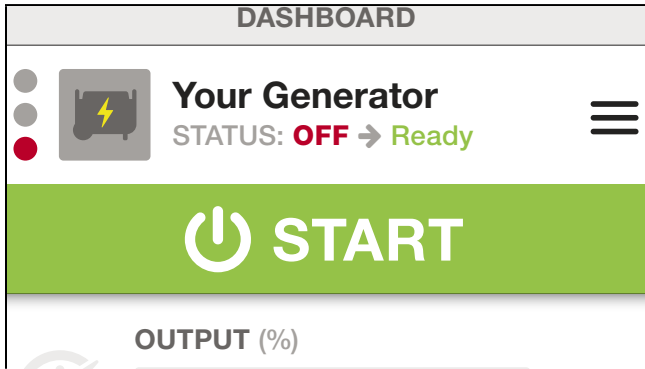 DASHBOARD
Your Generator
STATUS: OFF → Ready
START
OUTPUT (%)